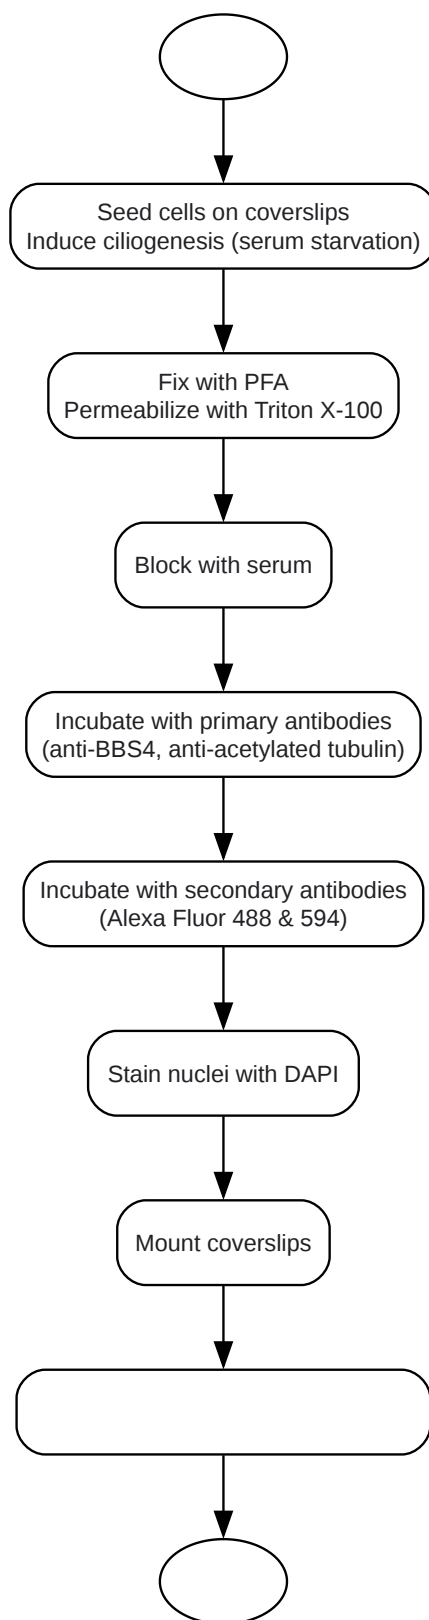 Seed cells on coverslips
Induce ciliogenesis (serum starvation)
Fix with PFA
Permeabilize with Triton X-100
Block with serum
Incubate with primary antibodies
(anti-BBS4, anti-acetylated tubulin)
Incubate with secondary antibodies
(Alexa Fluor 488 & 594)
Stain nuclei with DAPI
Mount coverslips